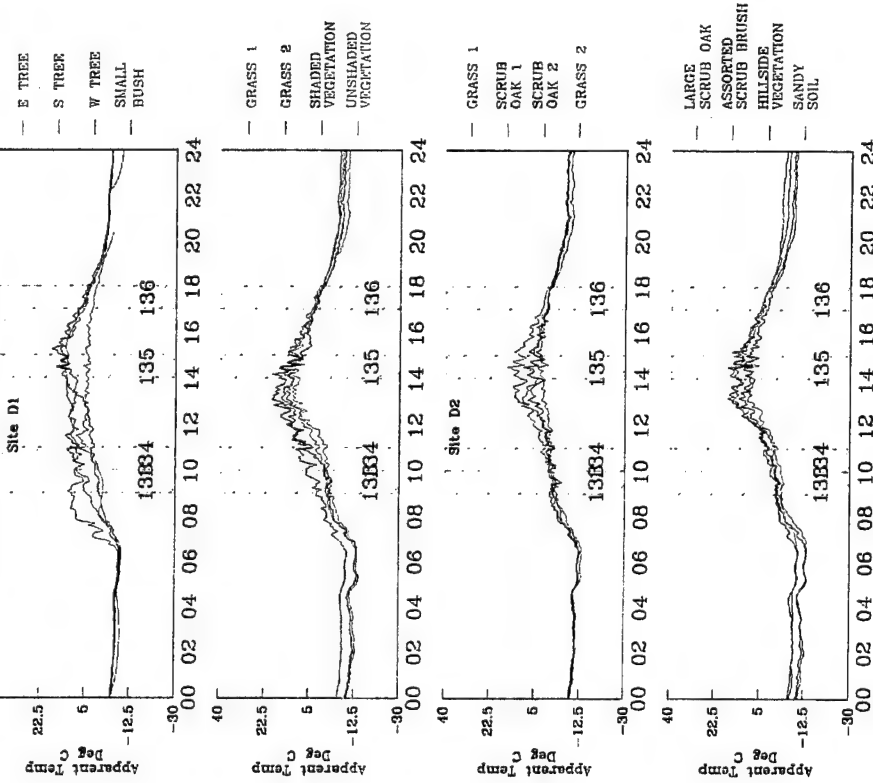 Site D1
Apparent Temp
Deg C
22.5
5
-12.5
-30
00 02 04 06 08 10 12 14 16 18 20 22 24
135
136
E TREE
S TREE
W TREE
SMALL
BUSH
Apparent Temp
Deg C
40
22.5
5
-12.5
-30
00 02 04 06 08 10 12 14 16 18 20 22 24
135
136
GRASS 1
GRASS 2
SHADED
VEGETATION
UNSHADED
VEGETATION
Site D2
Apparent Temp
Deg C
40
22.5
5
-12.5
-30
00 02 04 06 08 10 12 14 16 18 20 22 24
135
136
GRASS 1
SCRUB
OAK 1
SCRUB
OAK 2
GRASS 2
Apparent Temp
Deg C
40
22.5
5
-12.5
-30
00 02 04 06 08 10 12 14 16 18 20 22 24
135
136
LARGE
SCRUB OAK
ASSORTED
SCRUB BRUSH
HILLSIDE
VEGETATION
SANDY
SOIL